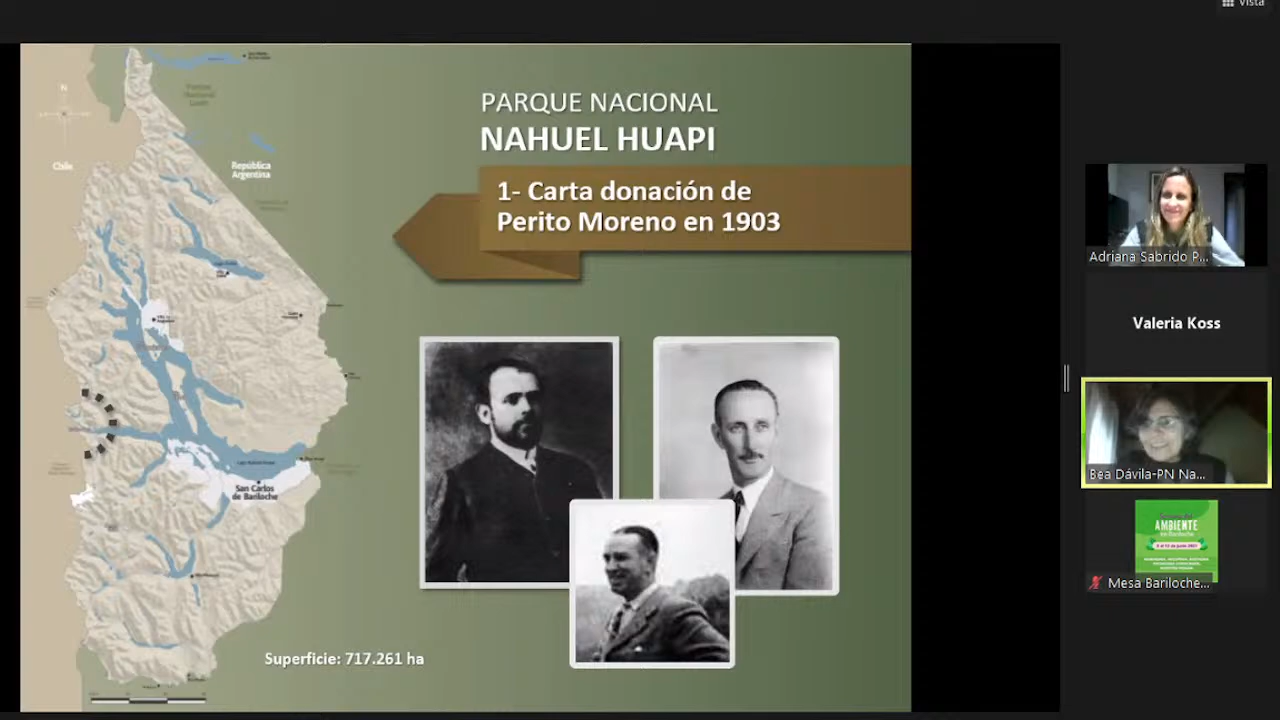 Vista
N
Chile
República
Argentina
San Carlos
de Bariloche
Superficie: 717.261 ha
PARQUE NACIONAL
NAHUEL HUAPI
1- Carta donación de
Perito Moreno en 1903
Adriana Sabrido P...
Valeria Koss
Bea Dávila-PN Na...
AMBIENTE
Mesa Bariloche...